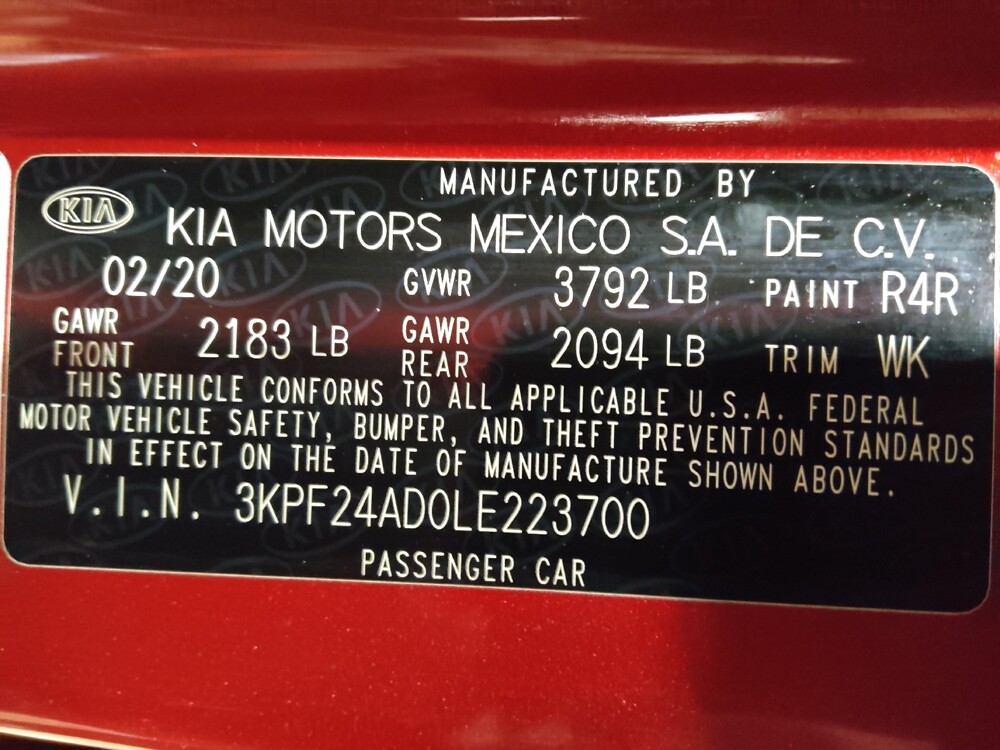 MANUFACTURED BY
KIA KIA MOTORS MEXICO S.A. DE C.V.
02/20 GVWR 3792 LB PAINT R4R
GAWR FRONT 2183 LB GAWR REAR 2094 LB TRIM WK
THIS VEHICLE CONFORMS TO ALL APPLICABLE U.S.A. FEDERAL
MOTOR VEHICLE SAFETY, BUMPER, AND THEFT PREVENTION STANDARDS
IN EFFECT ON THE DATE OF MANUFACTURE SHOWN ABOVE.
V.I.N. 3KPF24AD0LE223700
PASSENGER CAR